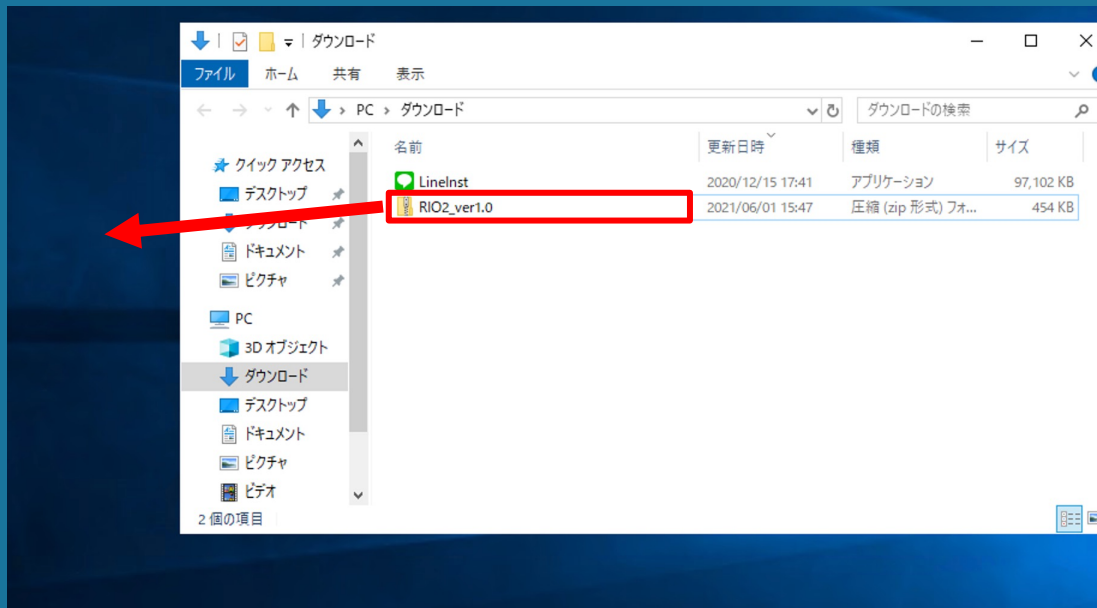 ダウンロード
ファイル ホーム 共有 表示
PC > ダウンロード ダウンロードの検索
名前 更新日時 種類 サイズ
LineInst 2020/12/15 17:41 アプリケーション 97,102 KB
RIO2_ver1.0 2021/06/01 15:47 圧縮 (zip 形式) フォ... 454 KB
クイック アクセス
デスクトップ
ダウンロード
ドキュメント
ピクチャ
PC
3D オブジェクト
ダウンロード
デスクトップ
ドキュメント
ピクチャ
ビデオ
2 個の項目